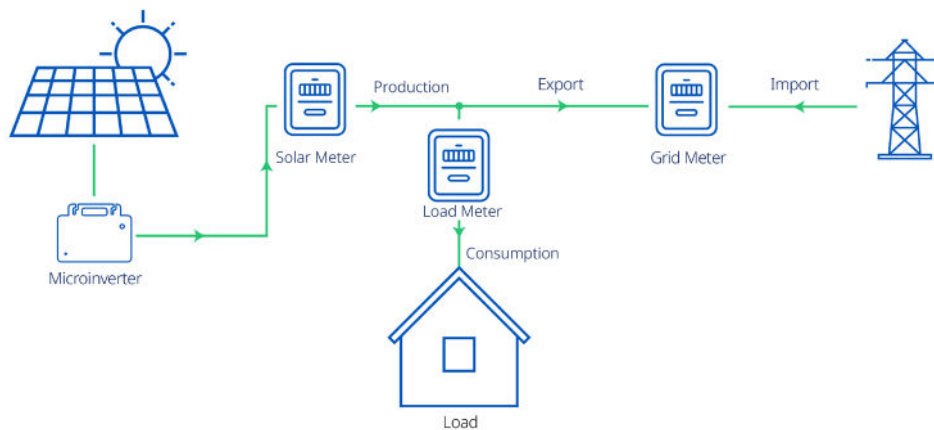 Production
Export
Import
Solar Meter
Grid Meter
Load Meter
Consumption
Microinverter
Load